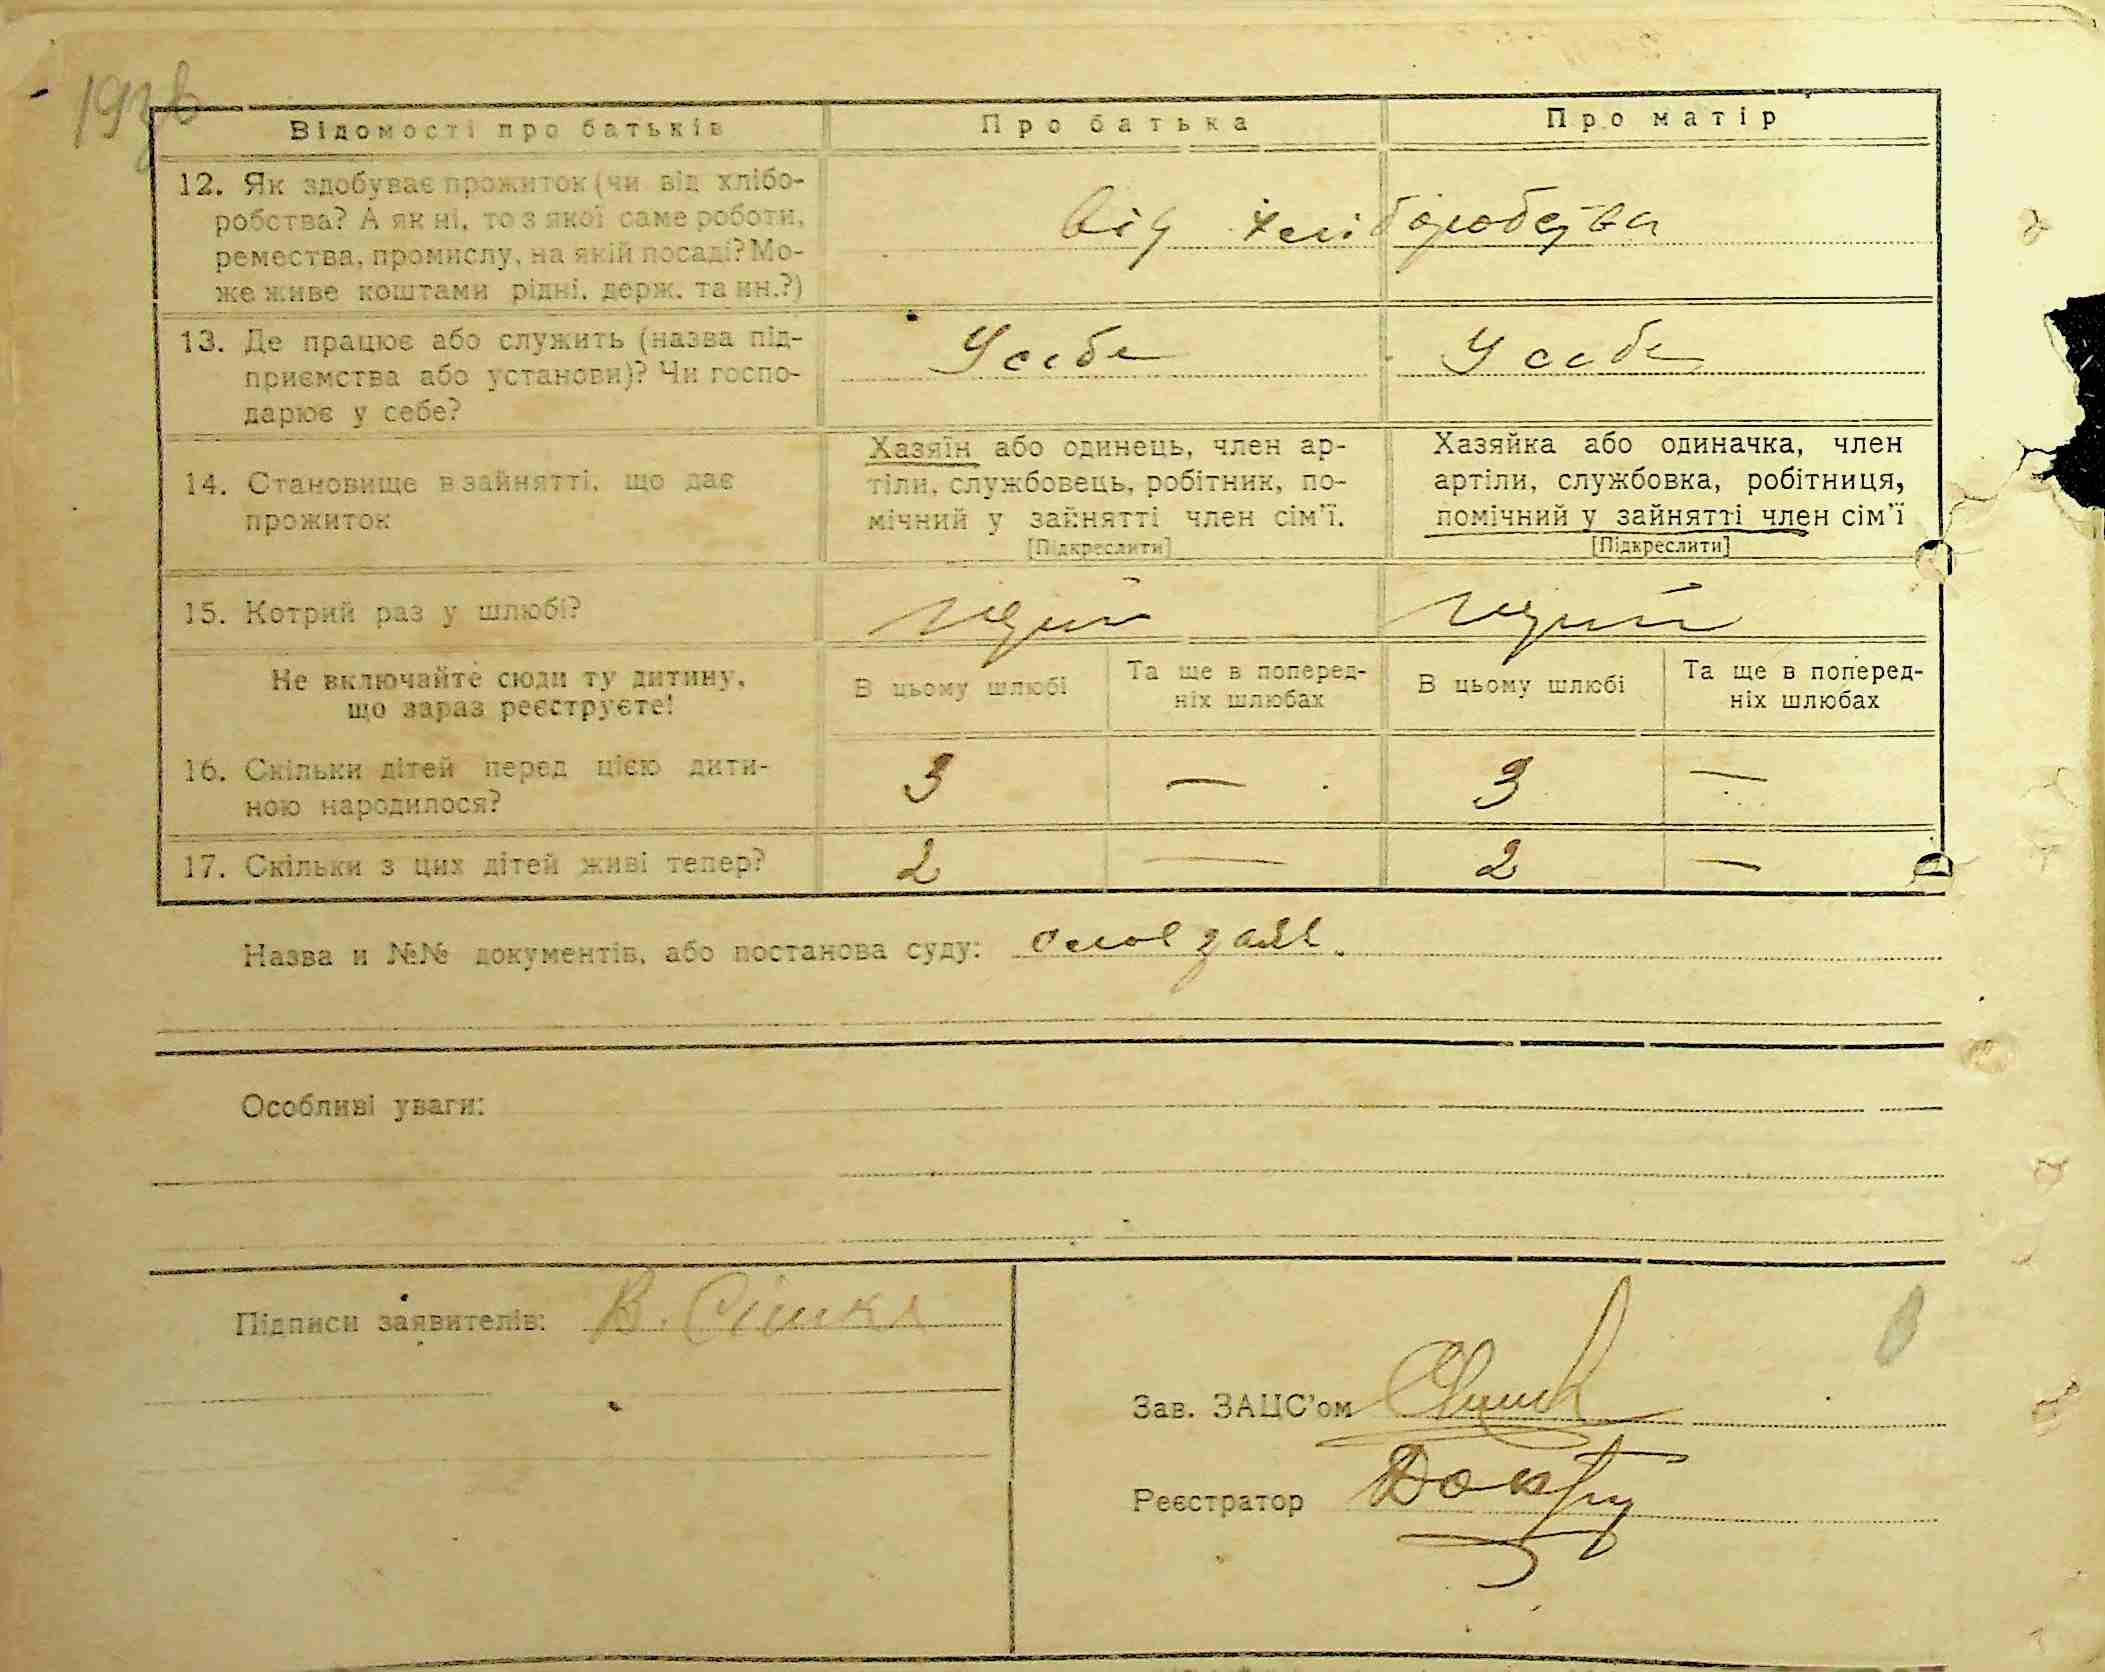 Відомості про батьків
Про батька
Про матір
12. Як здобуває прожиток (чи від хлібо-
робства? А як ні, то з якої саме роботи,
ремества, промислу, на якій посаді? Мо-
же живе коштами рідні, держ. та ин.?)
від хліборобства
13. Де працює або служить (назва під-
приємства або установи)? Чи госпо-
дарює у себе?
У себе
У себе
14. Становище в зайнятті, що дає
прожиток
Хазяїн або одинець, член ар-
тіли, службовець, робітник, по-
мічний у зайнятті член сім'ї.
[Підкреслити]
Хазяйка або одиначка, член
артіли, службовка, робітниця,
помічний у зайнятті член сім'ї
[Підкреслити]
15. Котрий раз у шлюбі?
Не включайте сюди ту дитину,
що зараз реєструєте!
В цьому шлюбі
Та ще в поперед-
ніх шлюбах
В цьому шлюбі
Та ще в поперед-
ніх шлюбах
16. Скільки дітей перед цією дити-
ною народилося?
3 — 3 —
17. Скільки з цих дітей живі тепер?
2 — 2 —
Назва и №№ документів, або постанова суду:
Особливі уваги:
Підписи заявителів: В. Сішка
Зав. ЗАЦС'ом
Реєстратор